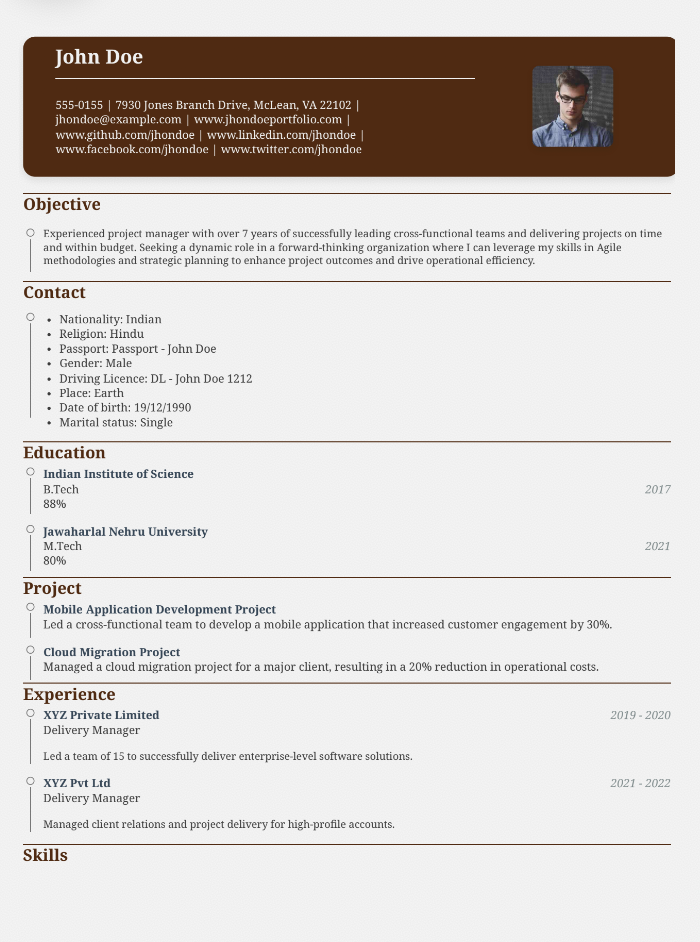 John Doe
555-0155 | 7930 Jones Branch Drive, McLean, VA 22102 |
jhondoe@example.com | www.jhondoeportfolio.com |
www.github.com/jhondoe | www.linkedin.com/jhondoe |
www.facebook.com/jhondoe | www.twitter.com/jhondoe
Objective
Experienced project manager with over 7 years of successfully leading cross-functional teams and delivering projects on time
and within budget. Seeking a dynamic role in a forward-thinking organization where I can leverage my skills in Agile
methodologies and strategic planning to enhance project outcomes and drive operational efficiency.
Contact
• Nationality: Indian
• Religion: Hindu
• Passport: Passport - John Doe
• Gender: Male
• Driving Licence: DL - John Doe 1212
• Place: Earth
• Date of birth: 19/12/1990
• Marital status: Single
Education
Indian Institute of Science
B.Tech 2017
88%
Jawaharlal Nehru University
M.Tech 2021
80%
Project
Mobile Application Development Project
Led a cross-functional team to develop a mobile application that increased customer engagement by 30%.
Cloud Migration Project
Managed a cloud migration project for a major client, resulting in a 20% reduction in operational costs.
Experience
XYZ Private Limited 2019 - 2020
Delivery Manager
Led a team of 15 to successfully deliver enterprise-level software solutions.
XYZ Pvt Ltd 2021 - 2022
Delivery Manager
Managed client relations and project delivery for high-profile accounts.
Skills